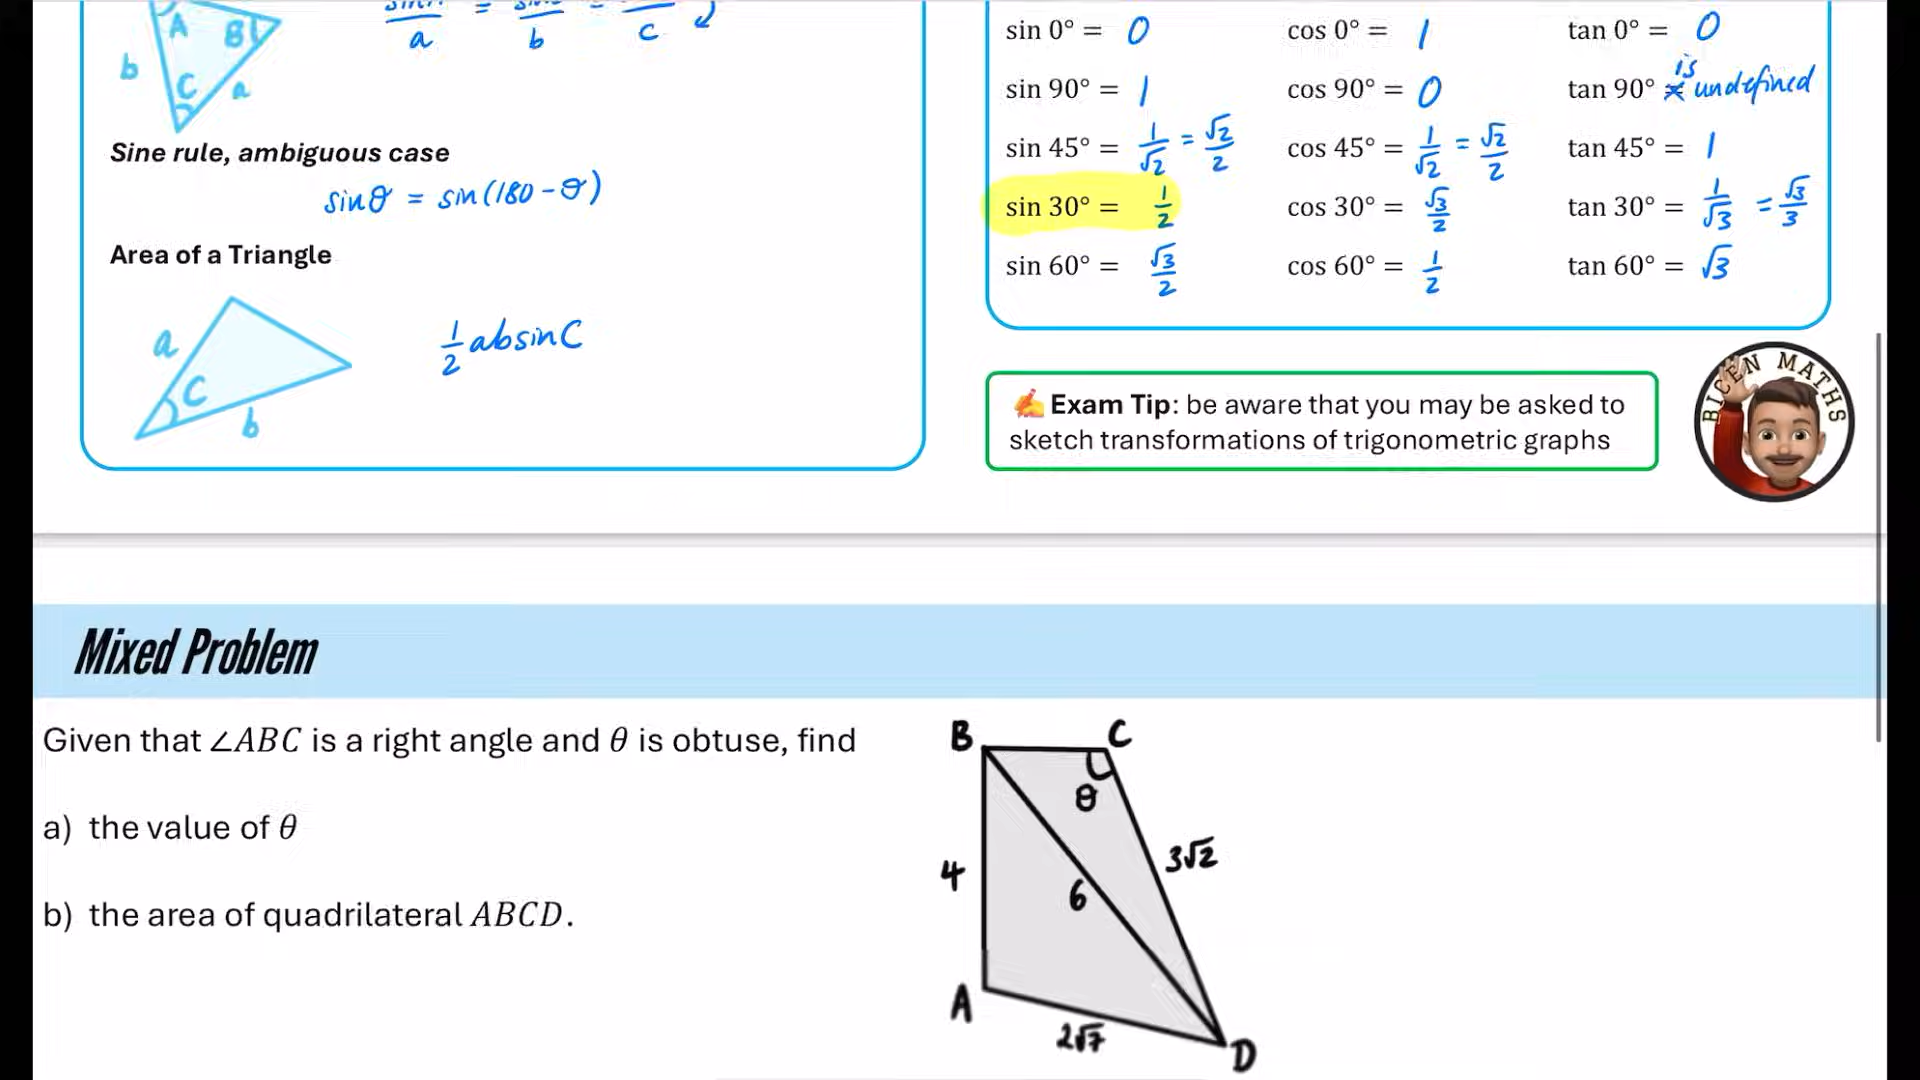 A B
b C a
a = b = c
Sine rule, ambiguous case
sinθ = sin(180 - θ)
Area of a Triangle
a C b
1/2 absinC
sin 0° = 0 cos 0° = 1 tan 0° = 0
sin 90° = 1 cos 90° = 0 tan 90° is undefined
sin 45° = 1/√2 = √2/2 cos 45° = 1/√2 = √2/2 tan 45° = 1
sin 30° = 1/2 cos 30° = √3/2 tan 30° = 1/√3 = √3/3
sin 60° = √3/2 cos 60° = 1/2 tan 60° = √3
✍️ Exam Tip: be aware that you may be asked to
sketch transformations of trigonometric graphs
BICEN MATHS
Mixed Problem
Given that ∠ABC is a right angle and θ is obtuse, find
a) the value of θ
b) the area of quadrilateral ABCD.
B C
θ
3√2
4
6
A
2√7
D